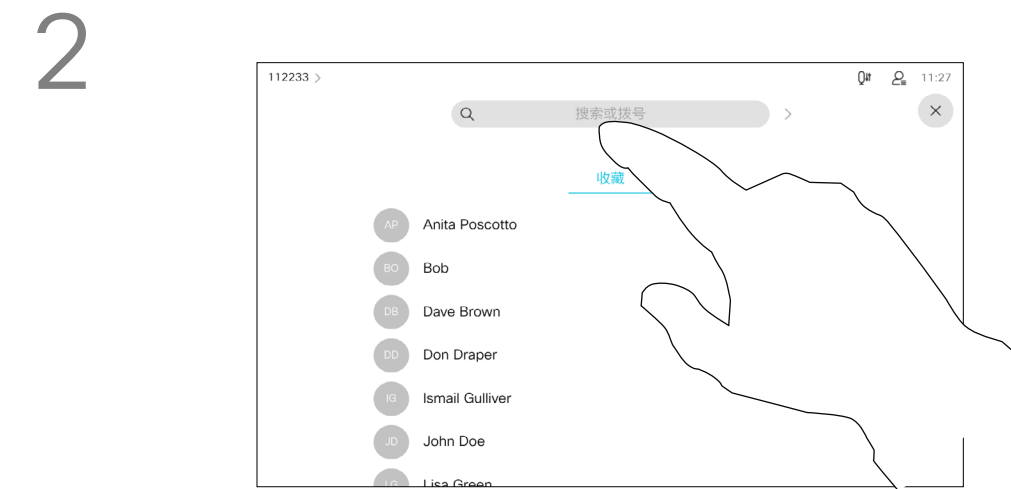 2
112233 >
11:27
搜索或拨号
收藏
AP Anita Poscotto
BO Bob
DB Dave Brown
DD Don Draper
IG Ismail Gulliver
JD John Doe
LG Lisa Green